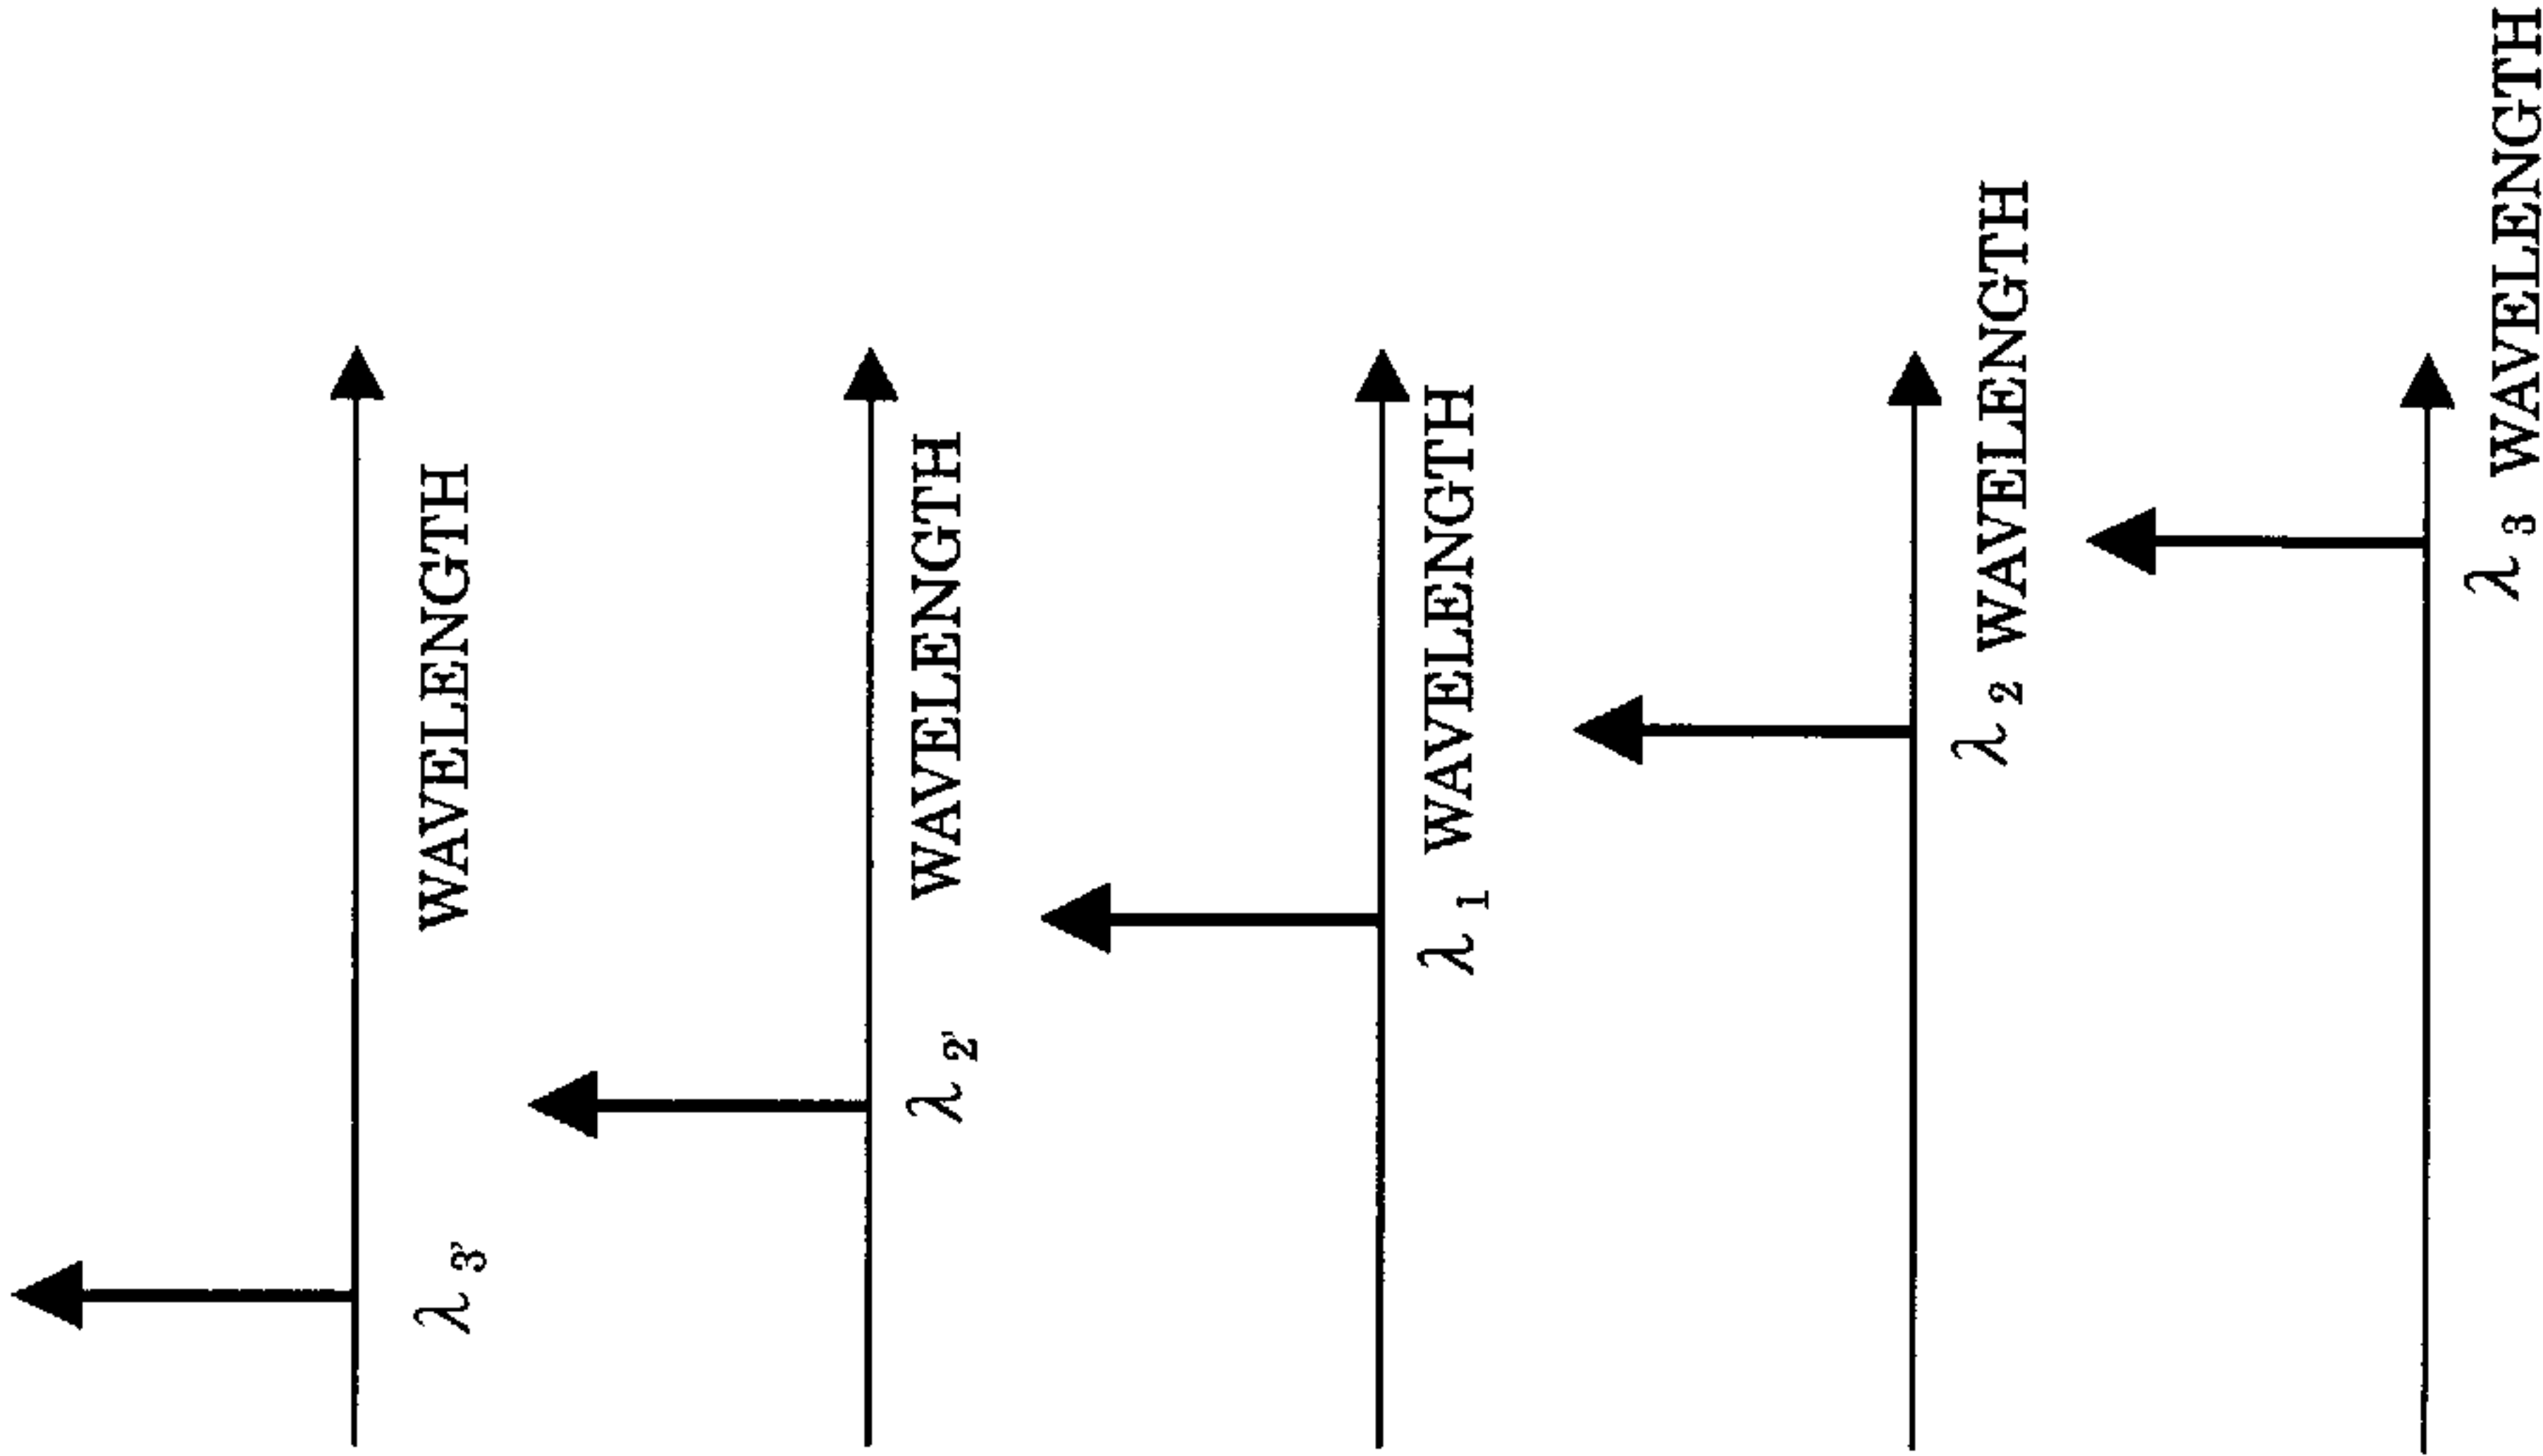 λ 3' WAVELENGTH
λ 2' WAVELENGTH
λ 1 WAVELENGTH
λ 2 WAVELENGTH
λ 3 WAVELENGTH